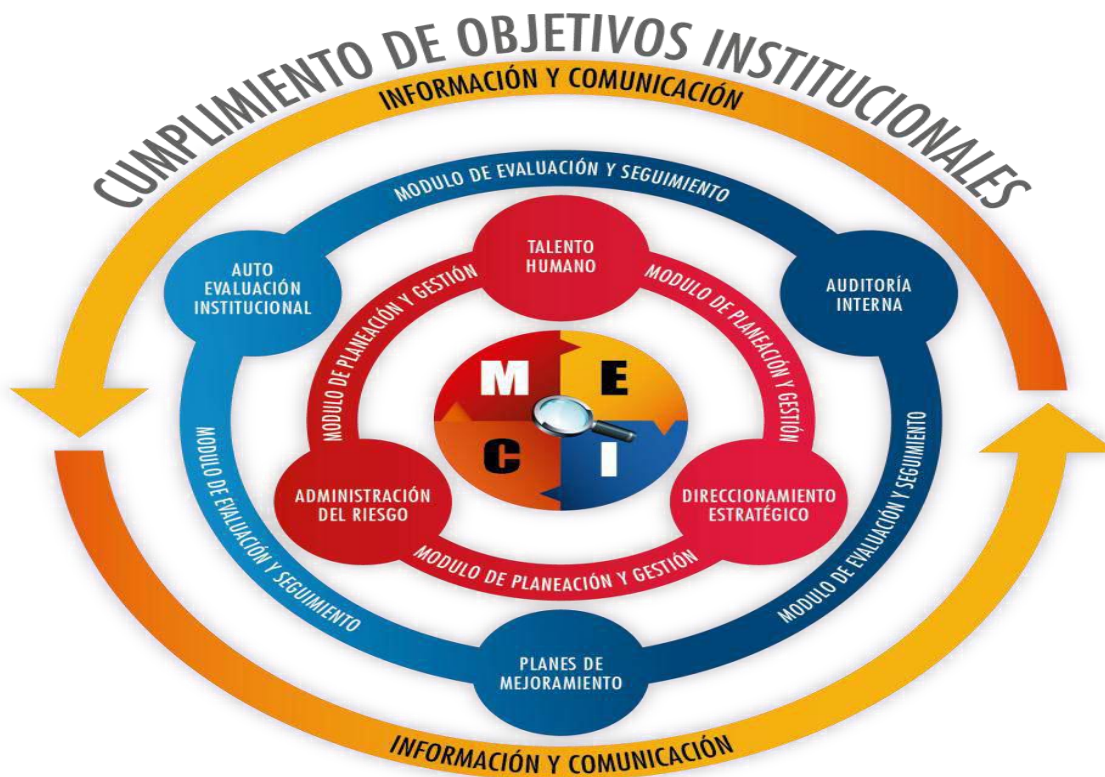 CUMPLIMIENTO DE OBJETIVOS INSTITUCIONALES
INFORMACIÓN Y COMUNICACIÓN
MODULO DE EVALUACIÓN Y SEGUIMIENTO
AUTO
EVALUACIÓN
INSTITUCIONAL
TALENTO
HUMANO
AUDITORÍA
INTERNA
MODULO DE PLANEACIÓN Y GESTIÓN
MODULO DE PLANEACIÓN Y GESTIÓN
M E
C I
ADMINISTRACIÓN
DEL RIESGO
DIRECCIONAMIENTO
ESTRATÉGICO
MODULO DE EVALUACIÓN Y SEGUIMIENTO
MODULO DE PLANEACIÓN Y GESTIÓN
MODULO DE EVALUACIÓN Y SEGUIMIENTO
PLANES DE
MEJORAMIENTO
INFORMACIÓN Y COMUNICACIÓN